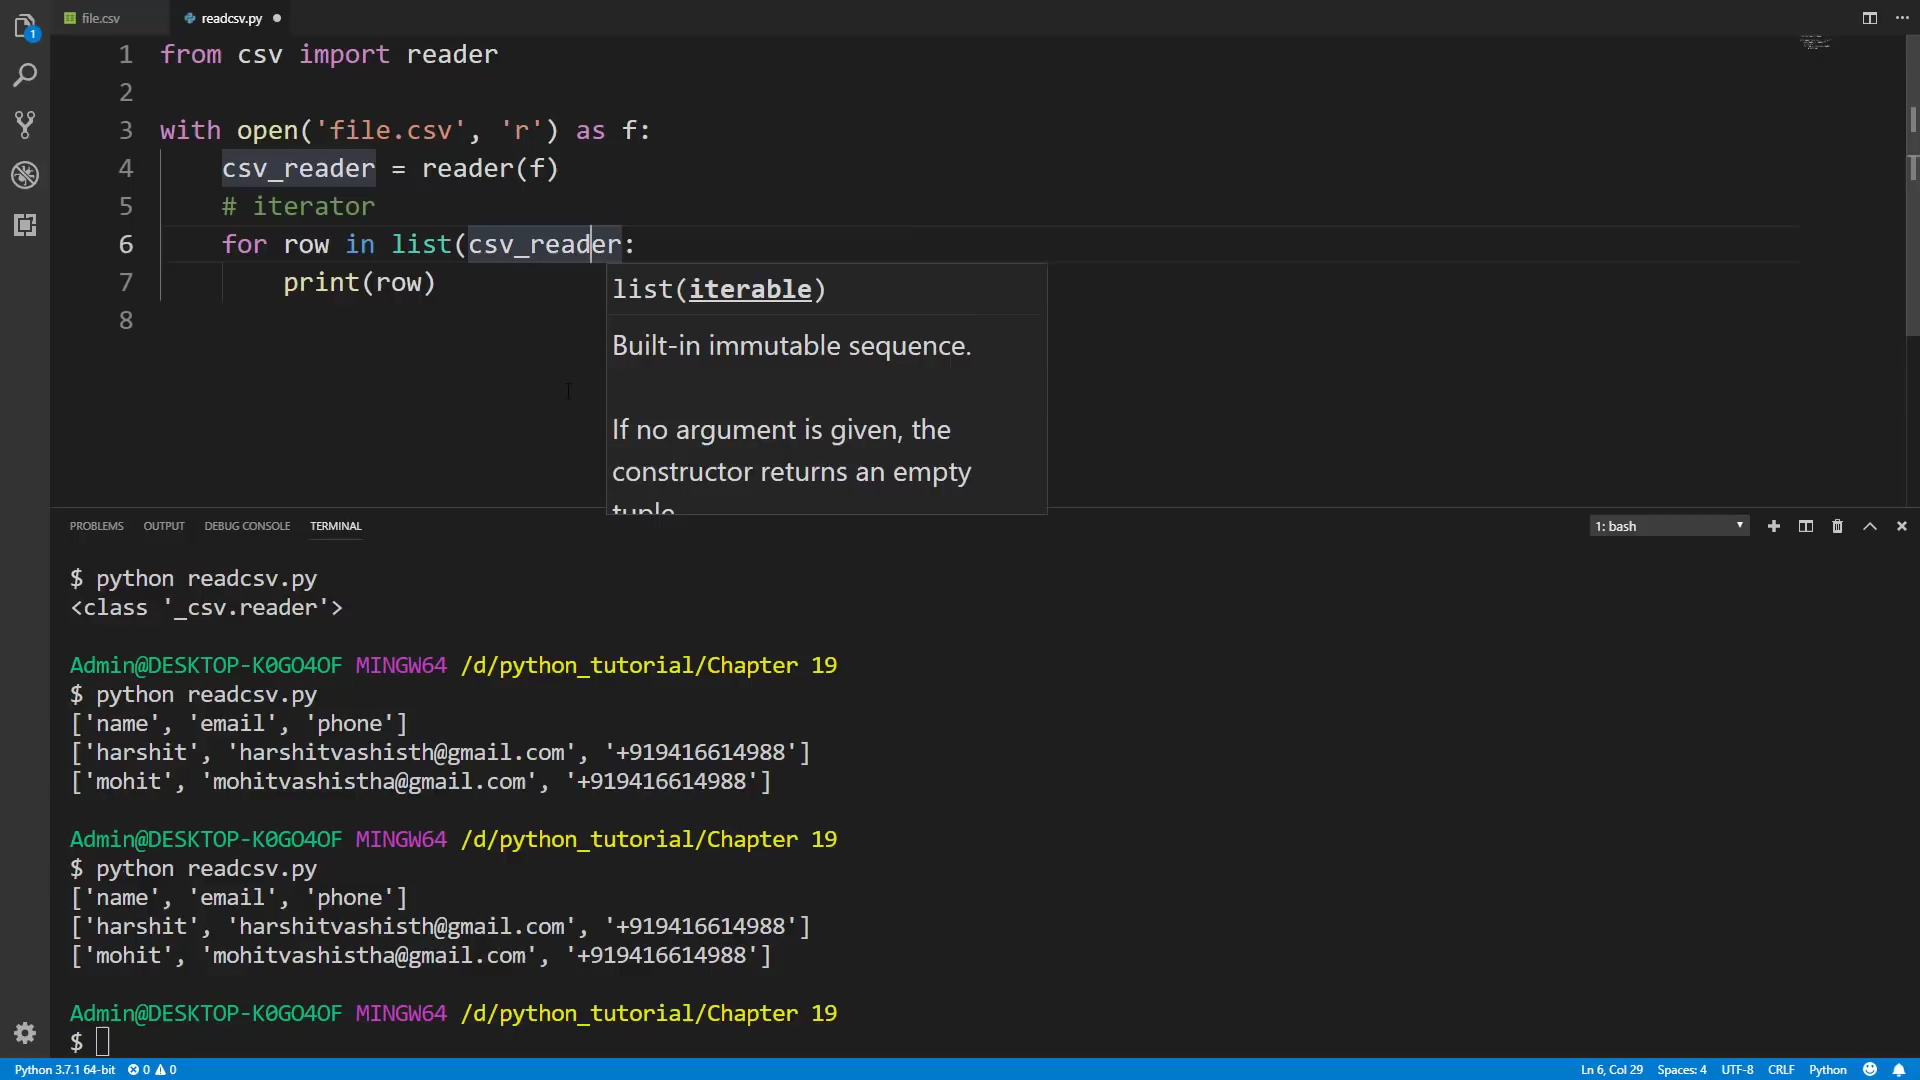 file.csv readcsv.py
1 from csv import reader
2
3 with open('file.csv', 'r') as f:
4 csv_reader = reader(f)
5 # iterator
6 for row in list(csv_reader:
7 print(row)
8
list(iterable)
Built-in immutable sequence.
If no argument is given, the
constructor returns an empty
tuple.
PROBLEMS OUTPUT DEBUG CONSOLE TERMINAL 1: bash
$ python readcsv.py
<class '_csv.reader'>
Admin@DESKTOP-K0GO4OF MINGW64 /d/python_tutorial/Chapter 19
$ python readcsv.py
['name', 'email', 'phone']
['harshit', 'harshitvashisth@gmail.com', '+919416614988']
['mohit', 'mohitvashistha@gmail.com', '+919416614988']
Admin@DESKTOP-K0GO4OF MINGW64 /d/python_tutorial/Chapter 19
$ python readcsv.py
['name', 'email', 'phone']
['harshit', 'harshitvashisth@gmail.com', '+919416614988']
['mohit', 'mohitvashistha@gmail.com', '+919416614988']
Admin@DESKTOP-K0GO4OF MINGW64 /d/python_tutorial/Chapter 19
$
Python 3.7.1 64-bit 0 0 Ln 6, Col 29 Spaces: 4 UTF-8 CRLF Python